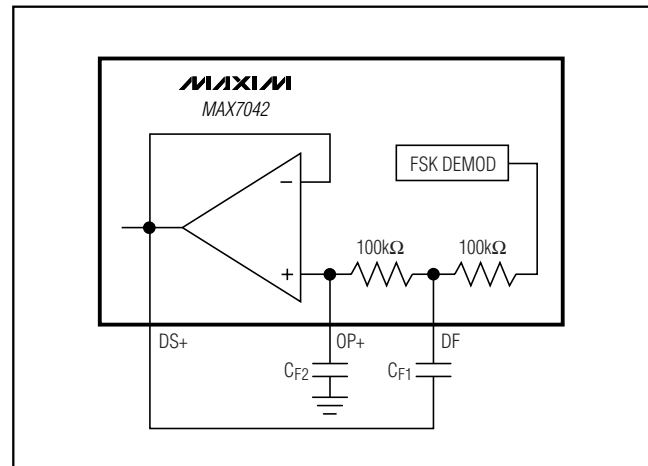 MAXIM
MAX7042
FSK DEMOD
−
+
100kΩ
100kΩ
DS+
OP+
DF
CF2
CF1